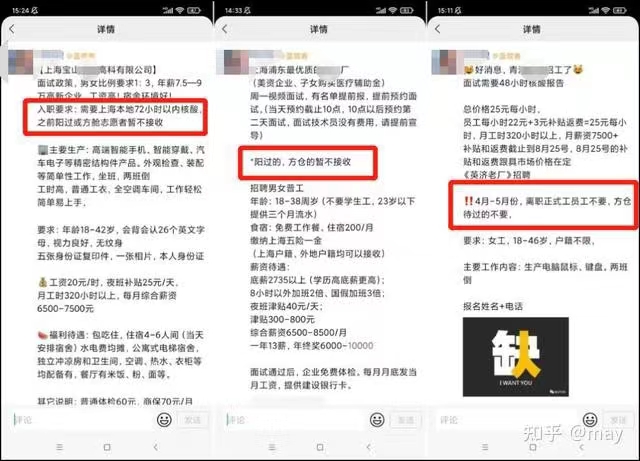 15:24
详情
【上海宝山 高科有限公司】
面试政策，男女比例要求1：3，年薪7.5—9
万高新企业，工资高！宿舍环境好！
入职要求：需要上海本地72小时以内核酸，
之前阳过或方舱志愿者暂不接收
主要生产：高端智能手机、智能穿戴、汽
车电子等精密结构件产品。外观检查、装配
等简单性工作，坐班，两班倒
工时高，普通工衣，全空调车间，工作轻松
简单易上手，
要求：年龄18-42岁，会背会认26个英文字
母，视力良好，无纹身
五张身份证复印件，一张相片，本人身份证
工资20元/时，夜班补贴25元/天，
月工时320小时以上，每月综合薪资
6500-7500元
福利待遇：包吃住，住宿4-6人间（当天
安排宿舍）水电费均摊，公寓式电梯宿舍，
独立冲凉房和卫生间，空调、热水、衣柜等
均配备有，餐厅有米饭、粉、面等。
其它说明：普通体检60元，商保70元/月
评论
发送
14:33
详情
上海浦东最优质的 厂
(美资企业、子女购买医疗辅助金）
周一视频面试，有名单提前报，提前预约面
试，（当天预约截止10点，10点以后预约第
二天面试，面试技术员没有费用，请提前宣
导）
*阳过的，方仓的暂不接收
招聘男女普工
年龄：18-38周岁（不要学生工，23岁以下
提供三个月流水）
食宿：免费工作餐，住宿200/月
缴纳上海五险一金
（上海户籍、外地户籍均可以接收）
薪资待遇：
底薪2735以上（学历高底薪更高）；
8小时以外加班2倍，国假加班3倍；
夜班津贴40元/天；
津贴300-800元
综合薪资6500-8500/月
一年13薪，年终奖6000-10000
面试通过后，企业免费体检。每月月底发当
月工资，提供建设银行卡。
评论
发送
15:11
详情
好消息，青 招工了
面试需要48小时核酸报告
总价格25元每小时，
员工每小时22元+3元补贴返费=25元每小
时，月工时320小时以上，月薪资7500+
补贴和返费截止到8月25号，8月25号的补
贴和返费跟具市场价格在定
《英济老厂》招聘
‼️4月-5月份，离职正式工员工不要，方仓
待过的不要，
要求：女工，18-46岁，户籍不限，
主要工作内容：生产电脑鼠标，键盘，两班
倒
报名姓名+电话
缺人
I WANT YOU
评论
发送
知乎 @may